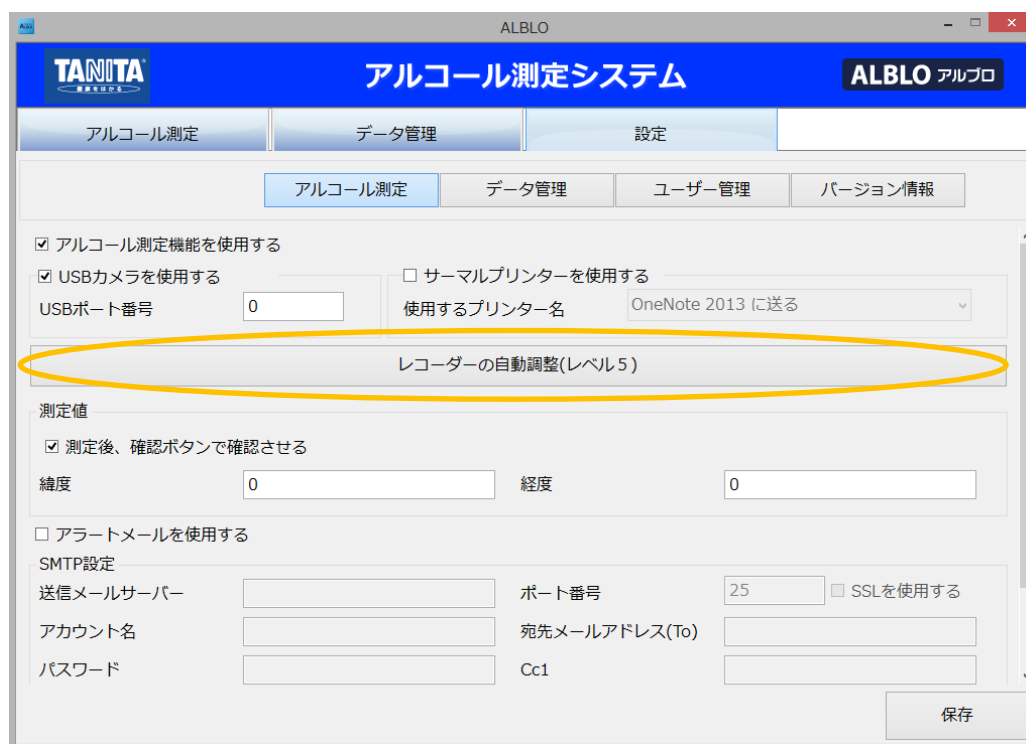 ALBLO
TANITA
健康をはかる
アルコール測定システム
ALBLO アルブロ
アルコール測定 データ管理 設定
アルコール測定 データ管理 ユーザー管理 バージョン情報
アルコール測定機能を使用する
USBカメラを使用する サーマルプリンターを使用する
USBポート番号 0 使用するプリンター名 OneNote 2013 に送る
レコーダーの自動調整(レベル５)
測定値
測定後、確認ボタンで確認させる
緯度 0 経度 0
アラートメールを使用する
SMTP設定
送信メールサーバー ポート番号 25 SSLを使用する
アカウント名 宛先メールアドレス(To)
パスワード Cc1
保存